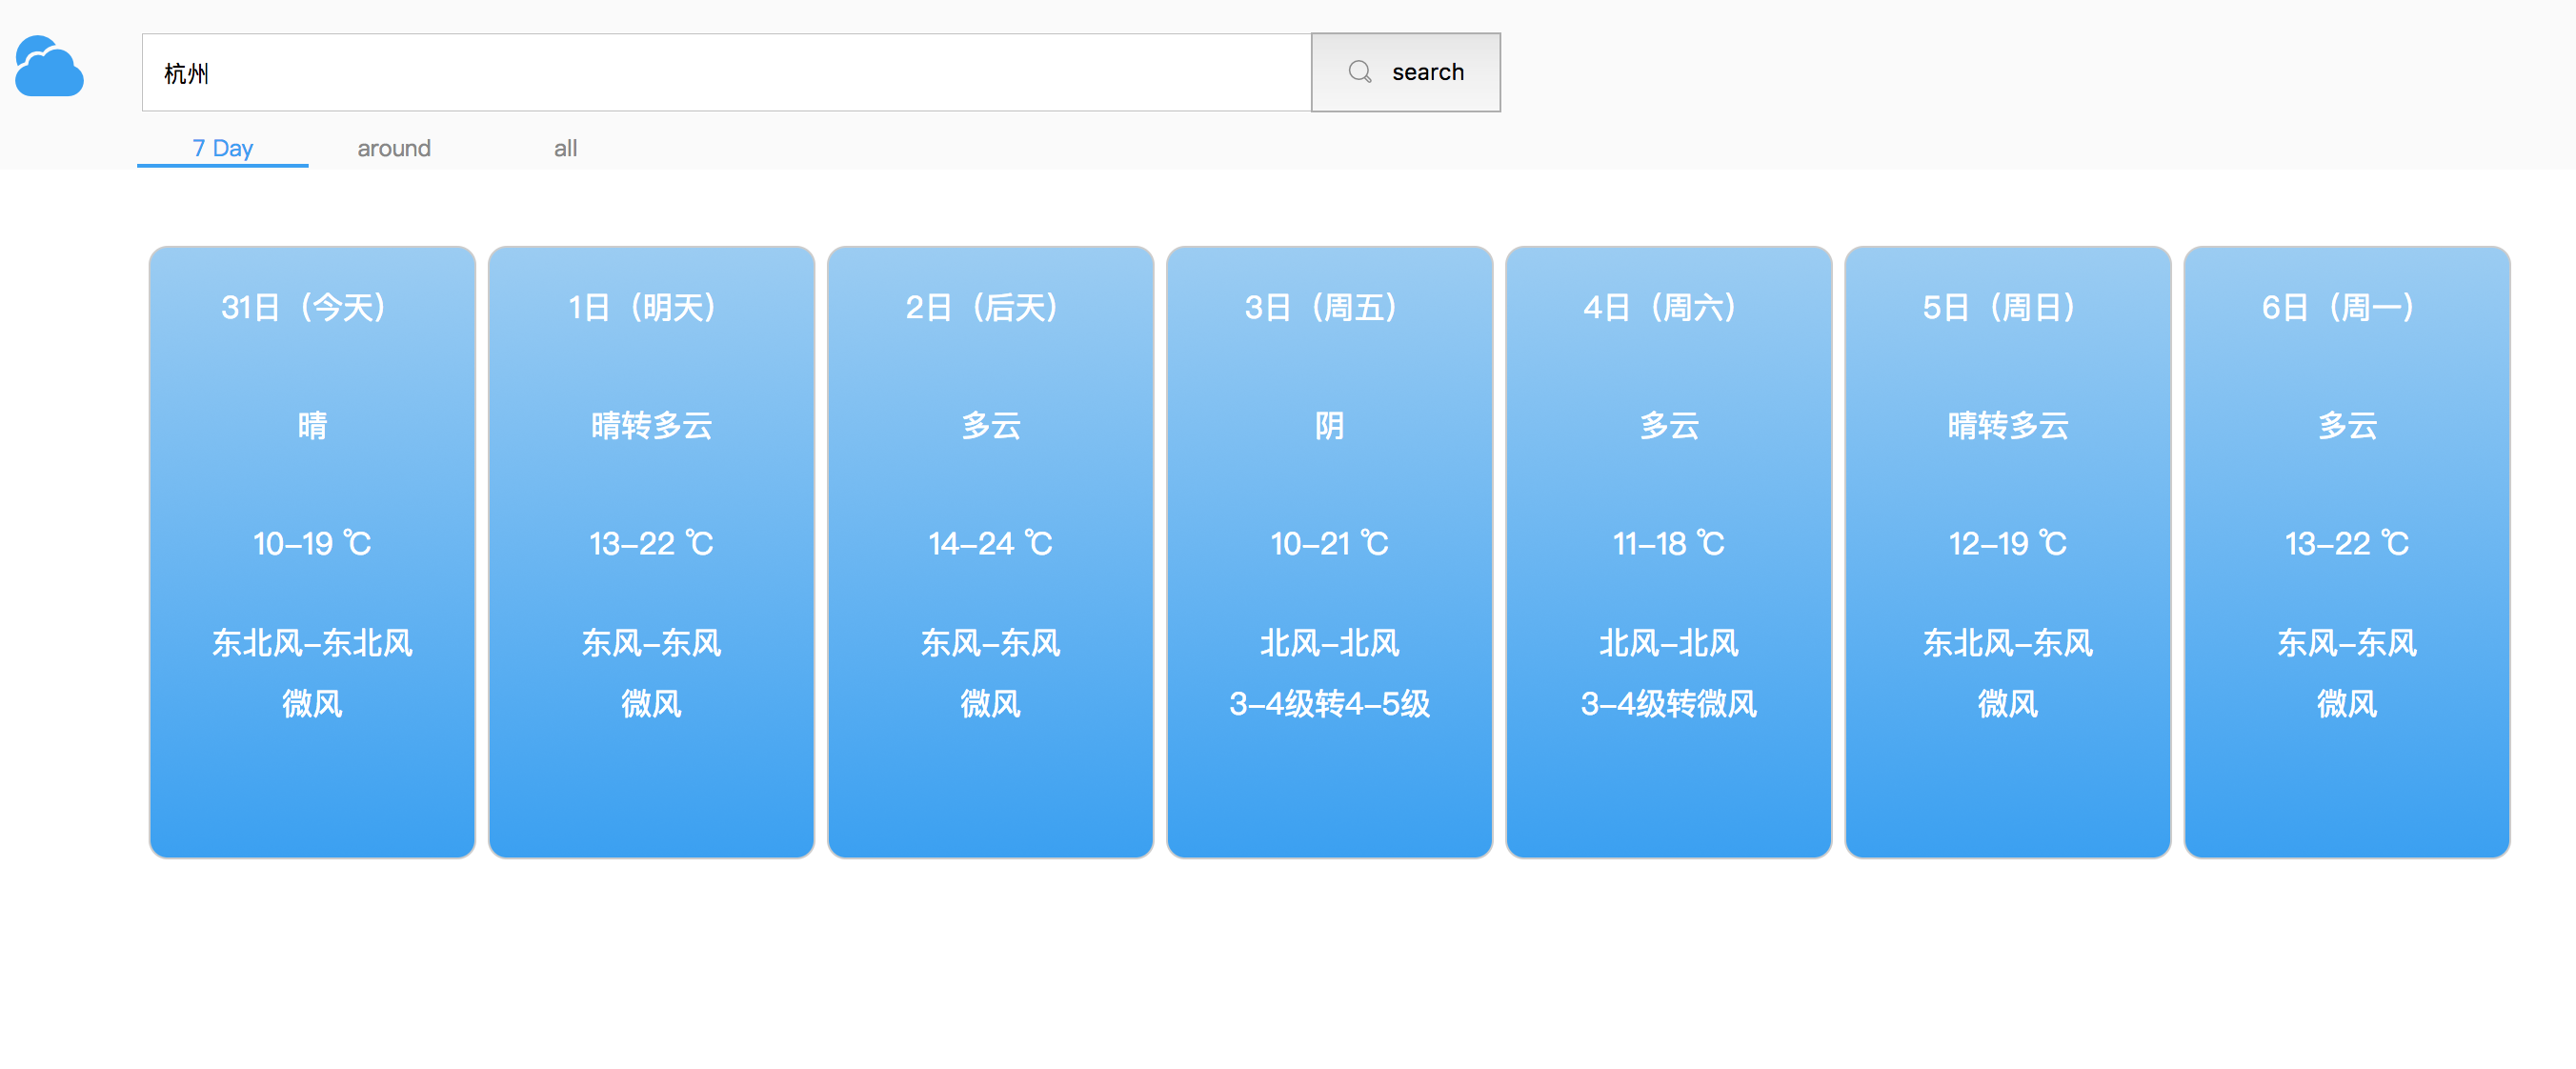 杭州
search
7 Day
around
all
31日（今天）
晴
10-19 ℃
东北风-东北风
微风
1日（明天）
晴转多云
13-22 ℃
东风-东风
微风
2日（后天）
多云
14-24 ℃
东风-东风
微风
3日（周五）
阴
10-21 ℃
北风-北风
3-4级转4-5级
4日（周六）
多云
11-18 ℃
北风-北风
3-4级转微风
5日（周日）
晴转多云
12-19 ℃
东北风-东风
微风
6日（周一）
多云
13-22 ℃
东风-东风
微风